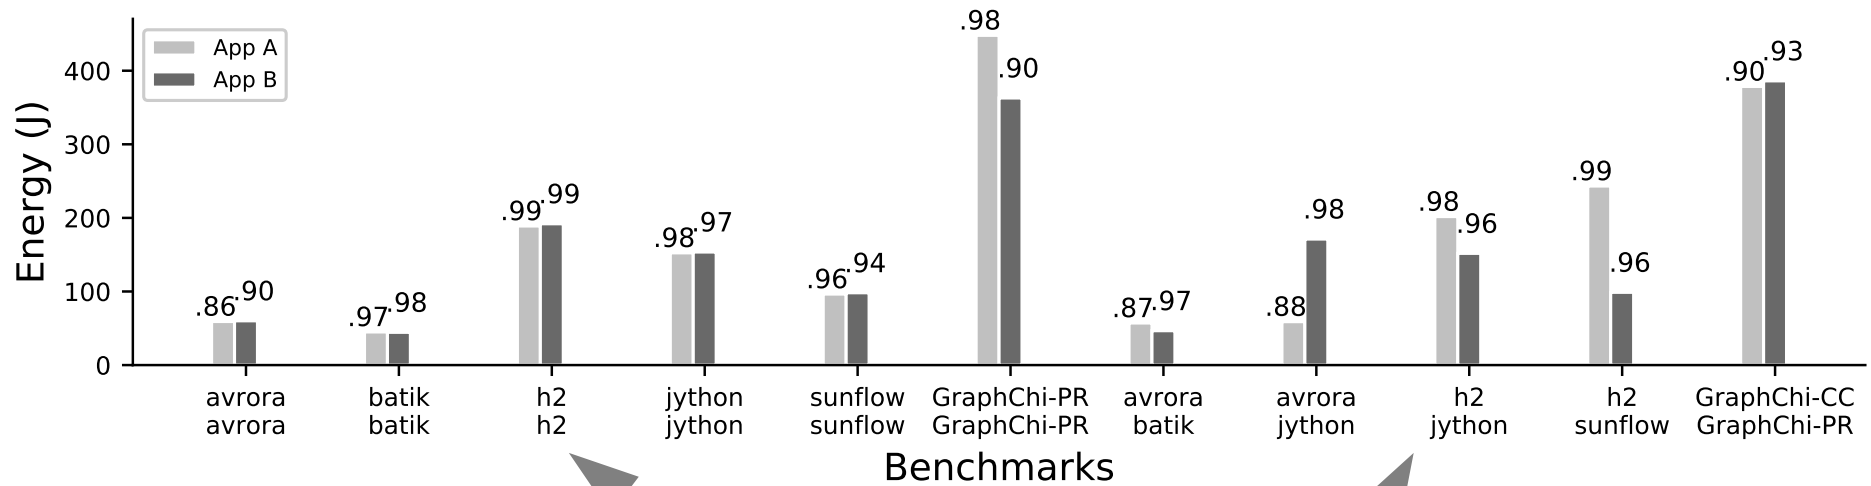 Energy (J)
400
300
200
100
0
App A
App B
.86 .90
.97 .98
.99 .99
.98 .97
.96 .94
.98 .90
.87 .97
.88 .98
.98 .96
.99 .96
.90 .93
avrora
avrora
batik
batik
h2
h2
jython
jython
sunflow
sunflow
GraphChi-PR
GraphChi-PR
avrora
batik
avrora
jython
h2
jython
h2
sunflow
GraphChi-CC
GraphChi-PR
Benchmarks